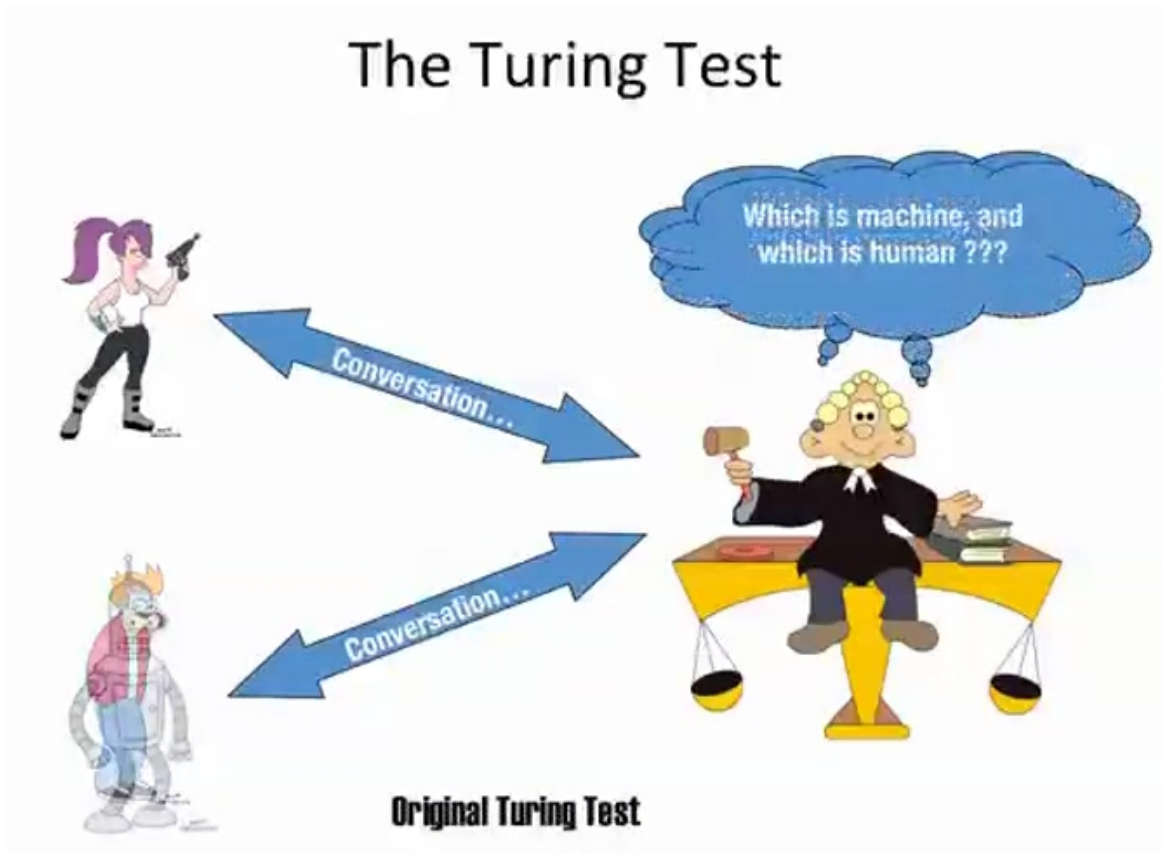 The Turing Test
Which is machine, and
which is human ???
Conversation...
Conversation...
Original Turing Test